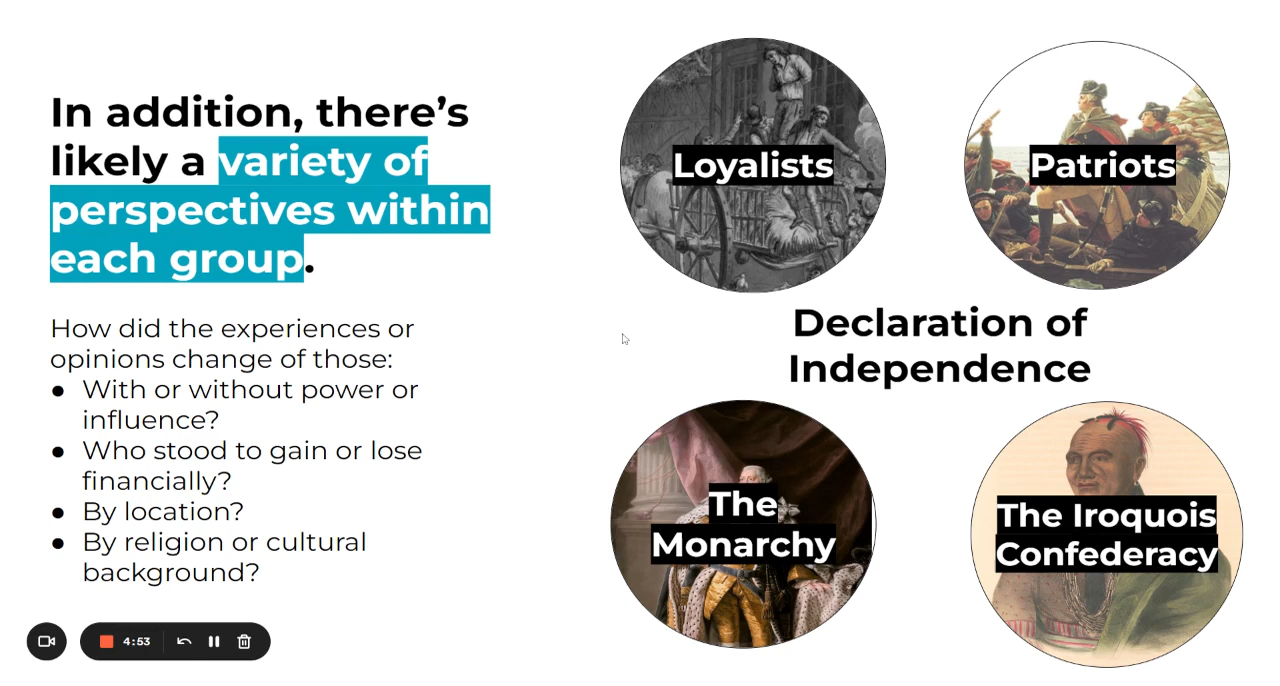 In addition, there’s
likely a variety of
perspectives within
each group.
How did the experiences or
opinions change of those:
● With or without power or
influence?
● Who stood to gain or lose
financially?
● By location?
● By religion or cultural
background?
Loyalists
Patriots
Declaration of
Independence
The
Monarchy
The Iroquois
Confederacy
4:53